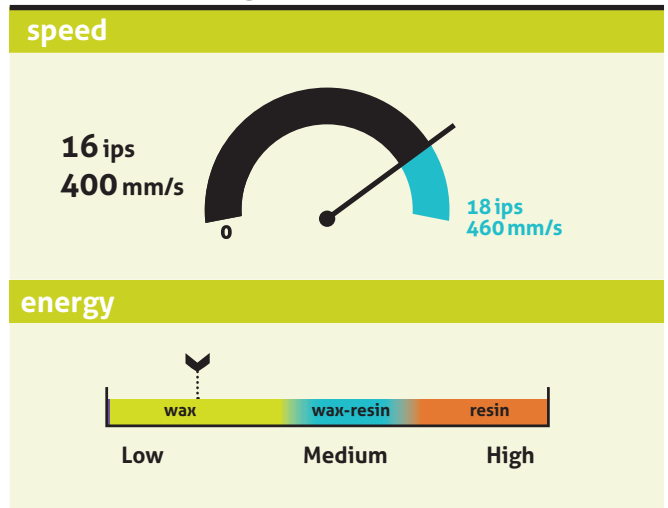 speed
16 ips
400 mm/s
0
18 ips
460 mm/s
energy
wax wax-resin resin
Low Medium High